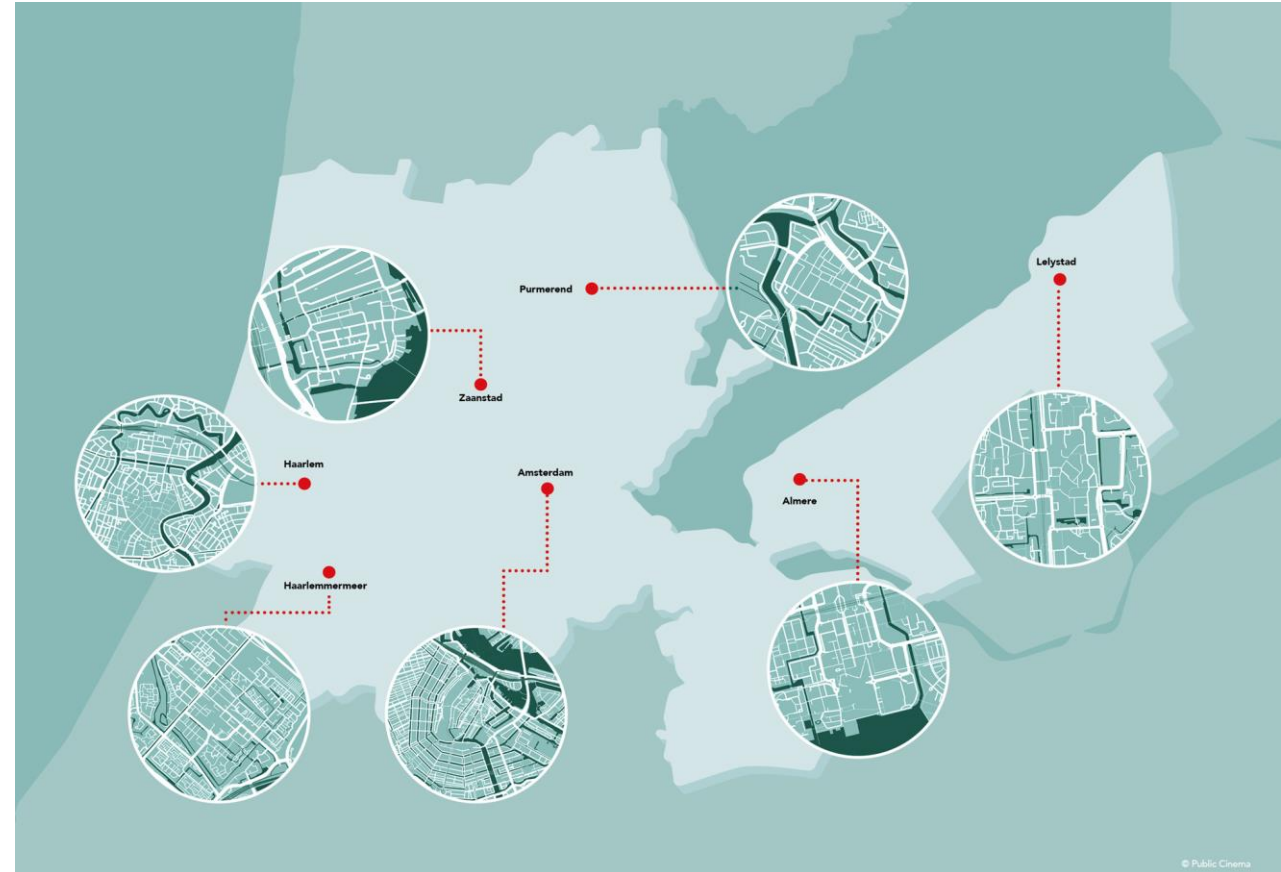 Lelystad
Purmerend
Zaanstad
Haarlem
Amsterdam
Almere
Haarlemmermeer
© Public Cinema